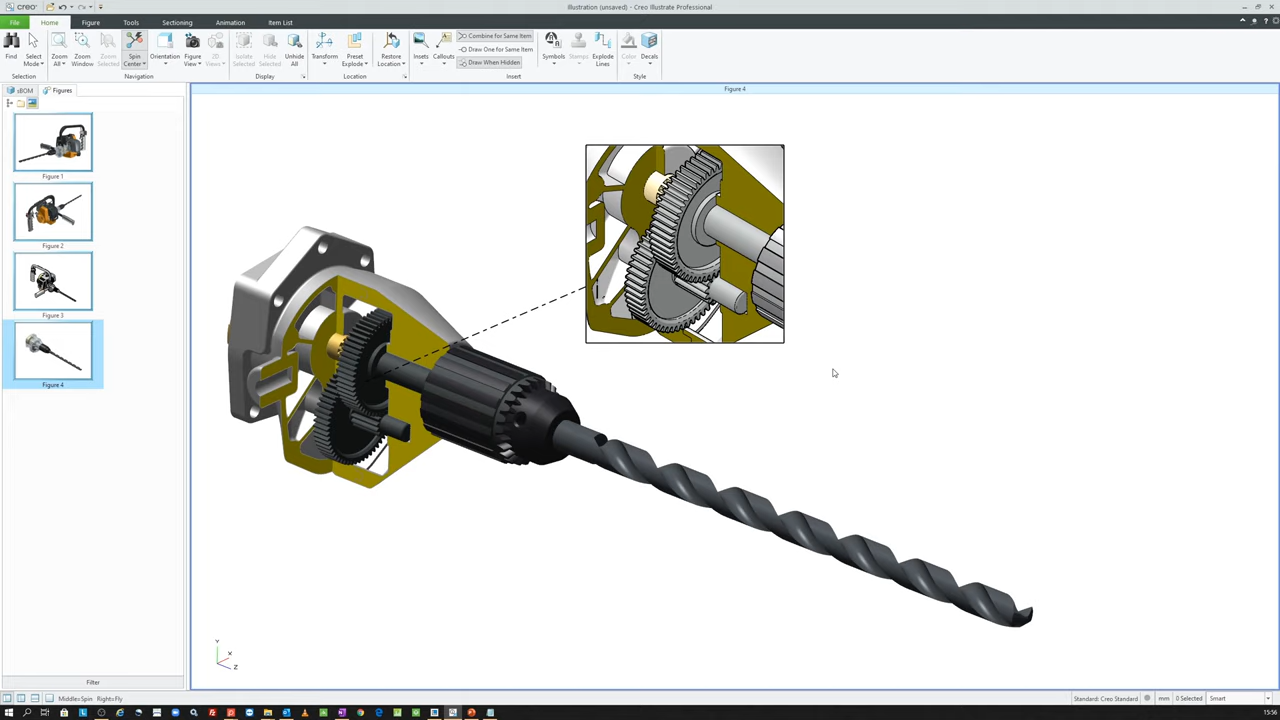 creo
Illustration (unsaved) - Creo Illustrate Professional
File Home Figure Tools Sectioning Animation Item List
Find
Select Mode
Zoom All
Zoom Window
Zoom Selected
Spin Center
Orientation
Figure View
2D Views
Isolate Selected
Hide Selected
Unhide All
Transform
Preset Explode
Restore Location
Insets
Callouts
Combine for Same Item
Draw One for Same Item
Draw When Hidden
Symbols
Stamps
Explode Lines
Color
Decals
Selection Navigation Display Location Insert Style
sBOM Figures
Figure 4
Figure 1
Figure 2
Figure 3
Figure 4
Y
X
Z
Filter
Middle=Spin Right=Fly
Standard: Creo Standard mm 0 Selected Smart
15:56